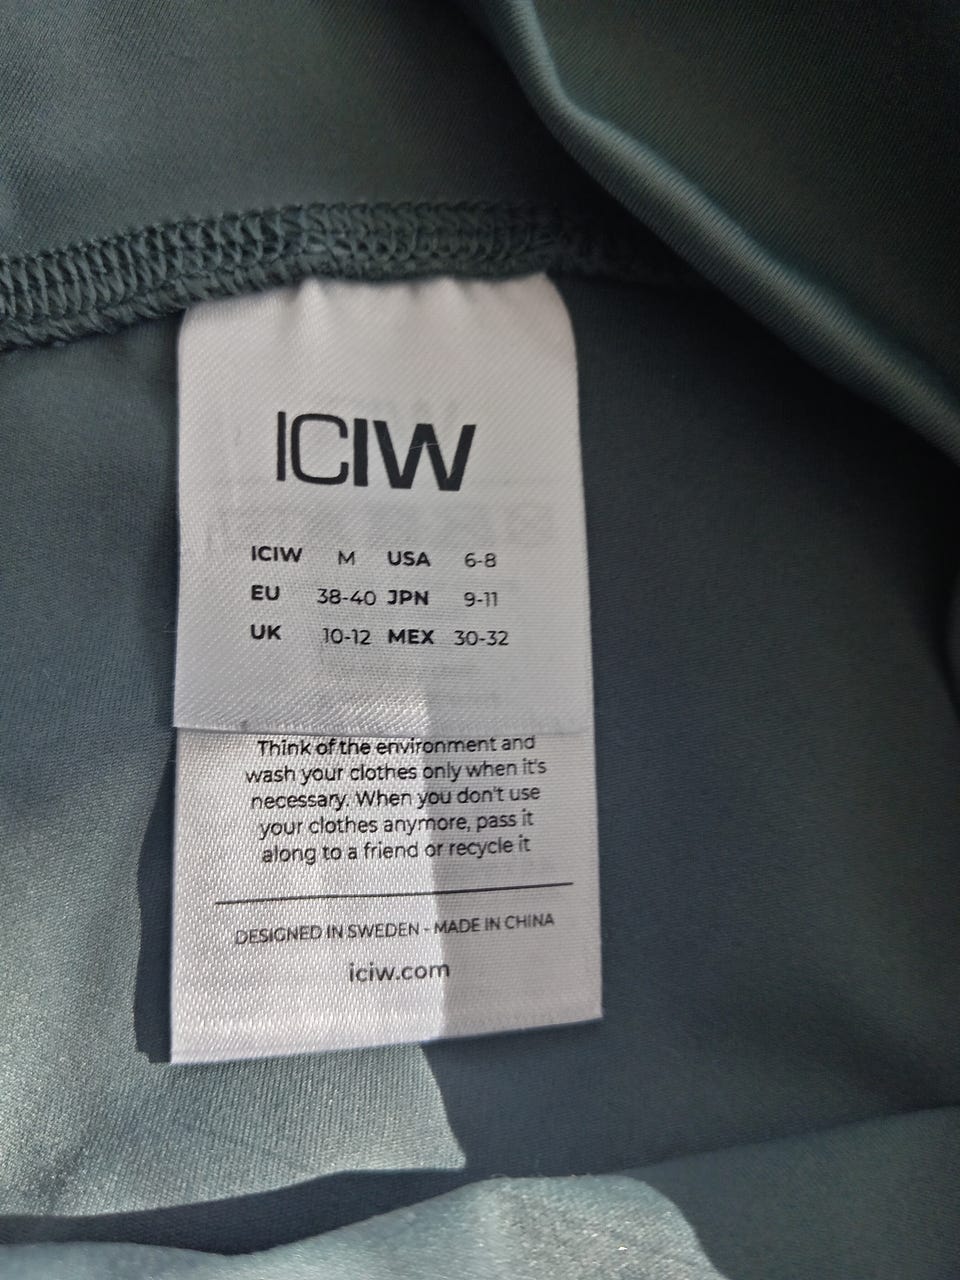 ICIW
ICIW M USA 6-8
EU 38-40 JPN 9-11
UK 10-12 MEX 30-32
Think of the environment and
wash your clothes only when it's
necessary. When you don't use
your clothes anymore, pass it
along to a friend or recycle it
DESIGNED IN SWEDEN - MADE IN CHINA
iciw.com